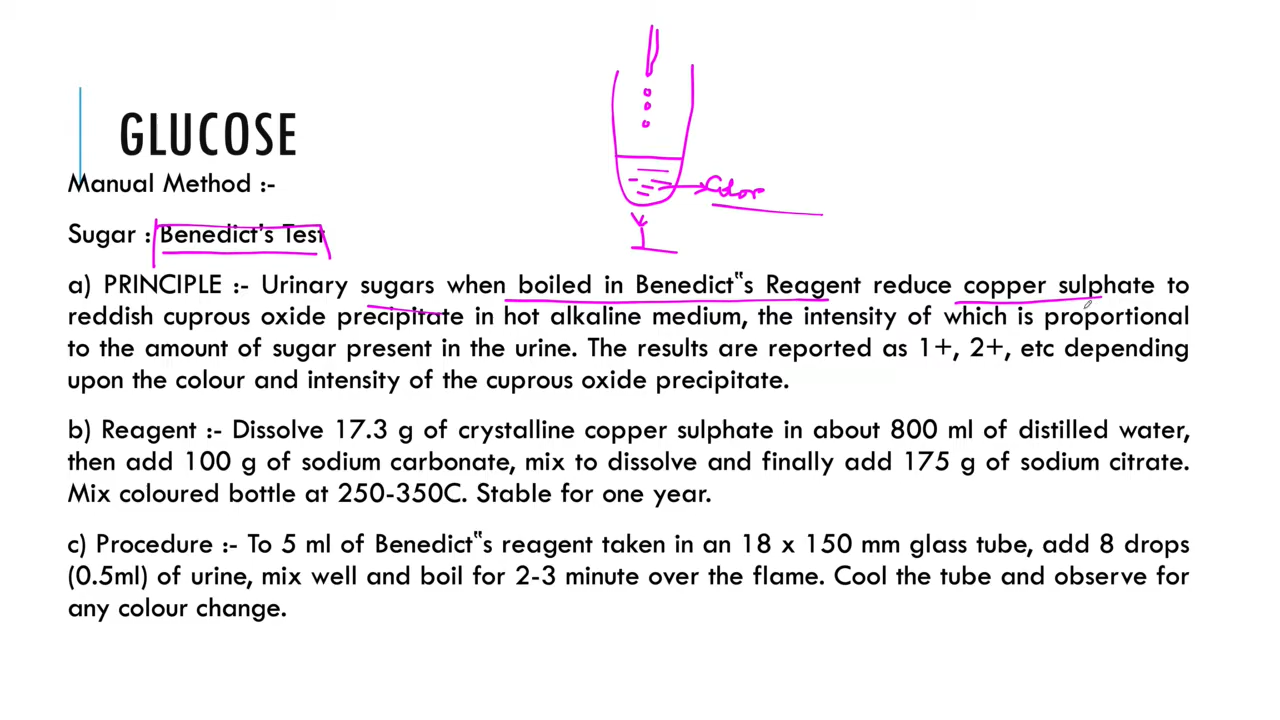 GLUCOSE
Color
Manual Method :-
Sugar : Benedict's Test
a) PRINCIPLE :- Urinary sugars when boiled in Benedict‟s Reagent reduce copper sulphate to
reddish cuprous oxide precipitate in hot alkaline medium, the intensity of which is proportional
to the amount of sugar present in the urine. The results are reported as 1+, 2+, etc depending
upon the colour and intensity of the cuprous oxide precipitate.
b) Reagent :- Dissolve 17.3 g of crystalline copper sulphate in about 800 ml of distilled water,
then add 100 g of sodium carbonate, mix to dissolve and finally add 175 g of sodium citrate.
Mix coloured bottle at 250-350C. Stable for one year.
c) Procedure :- To 5 ml of Benedict‟s reagent taken in an 18 x 150 mm glass tube, add 8 drops
(0.5ml) of urine, mix well and boil for 2-3 minute over the flame. Cool the tube and observe for
any colour change.